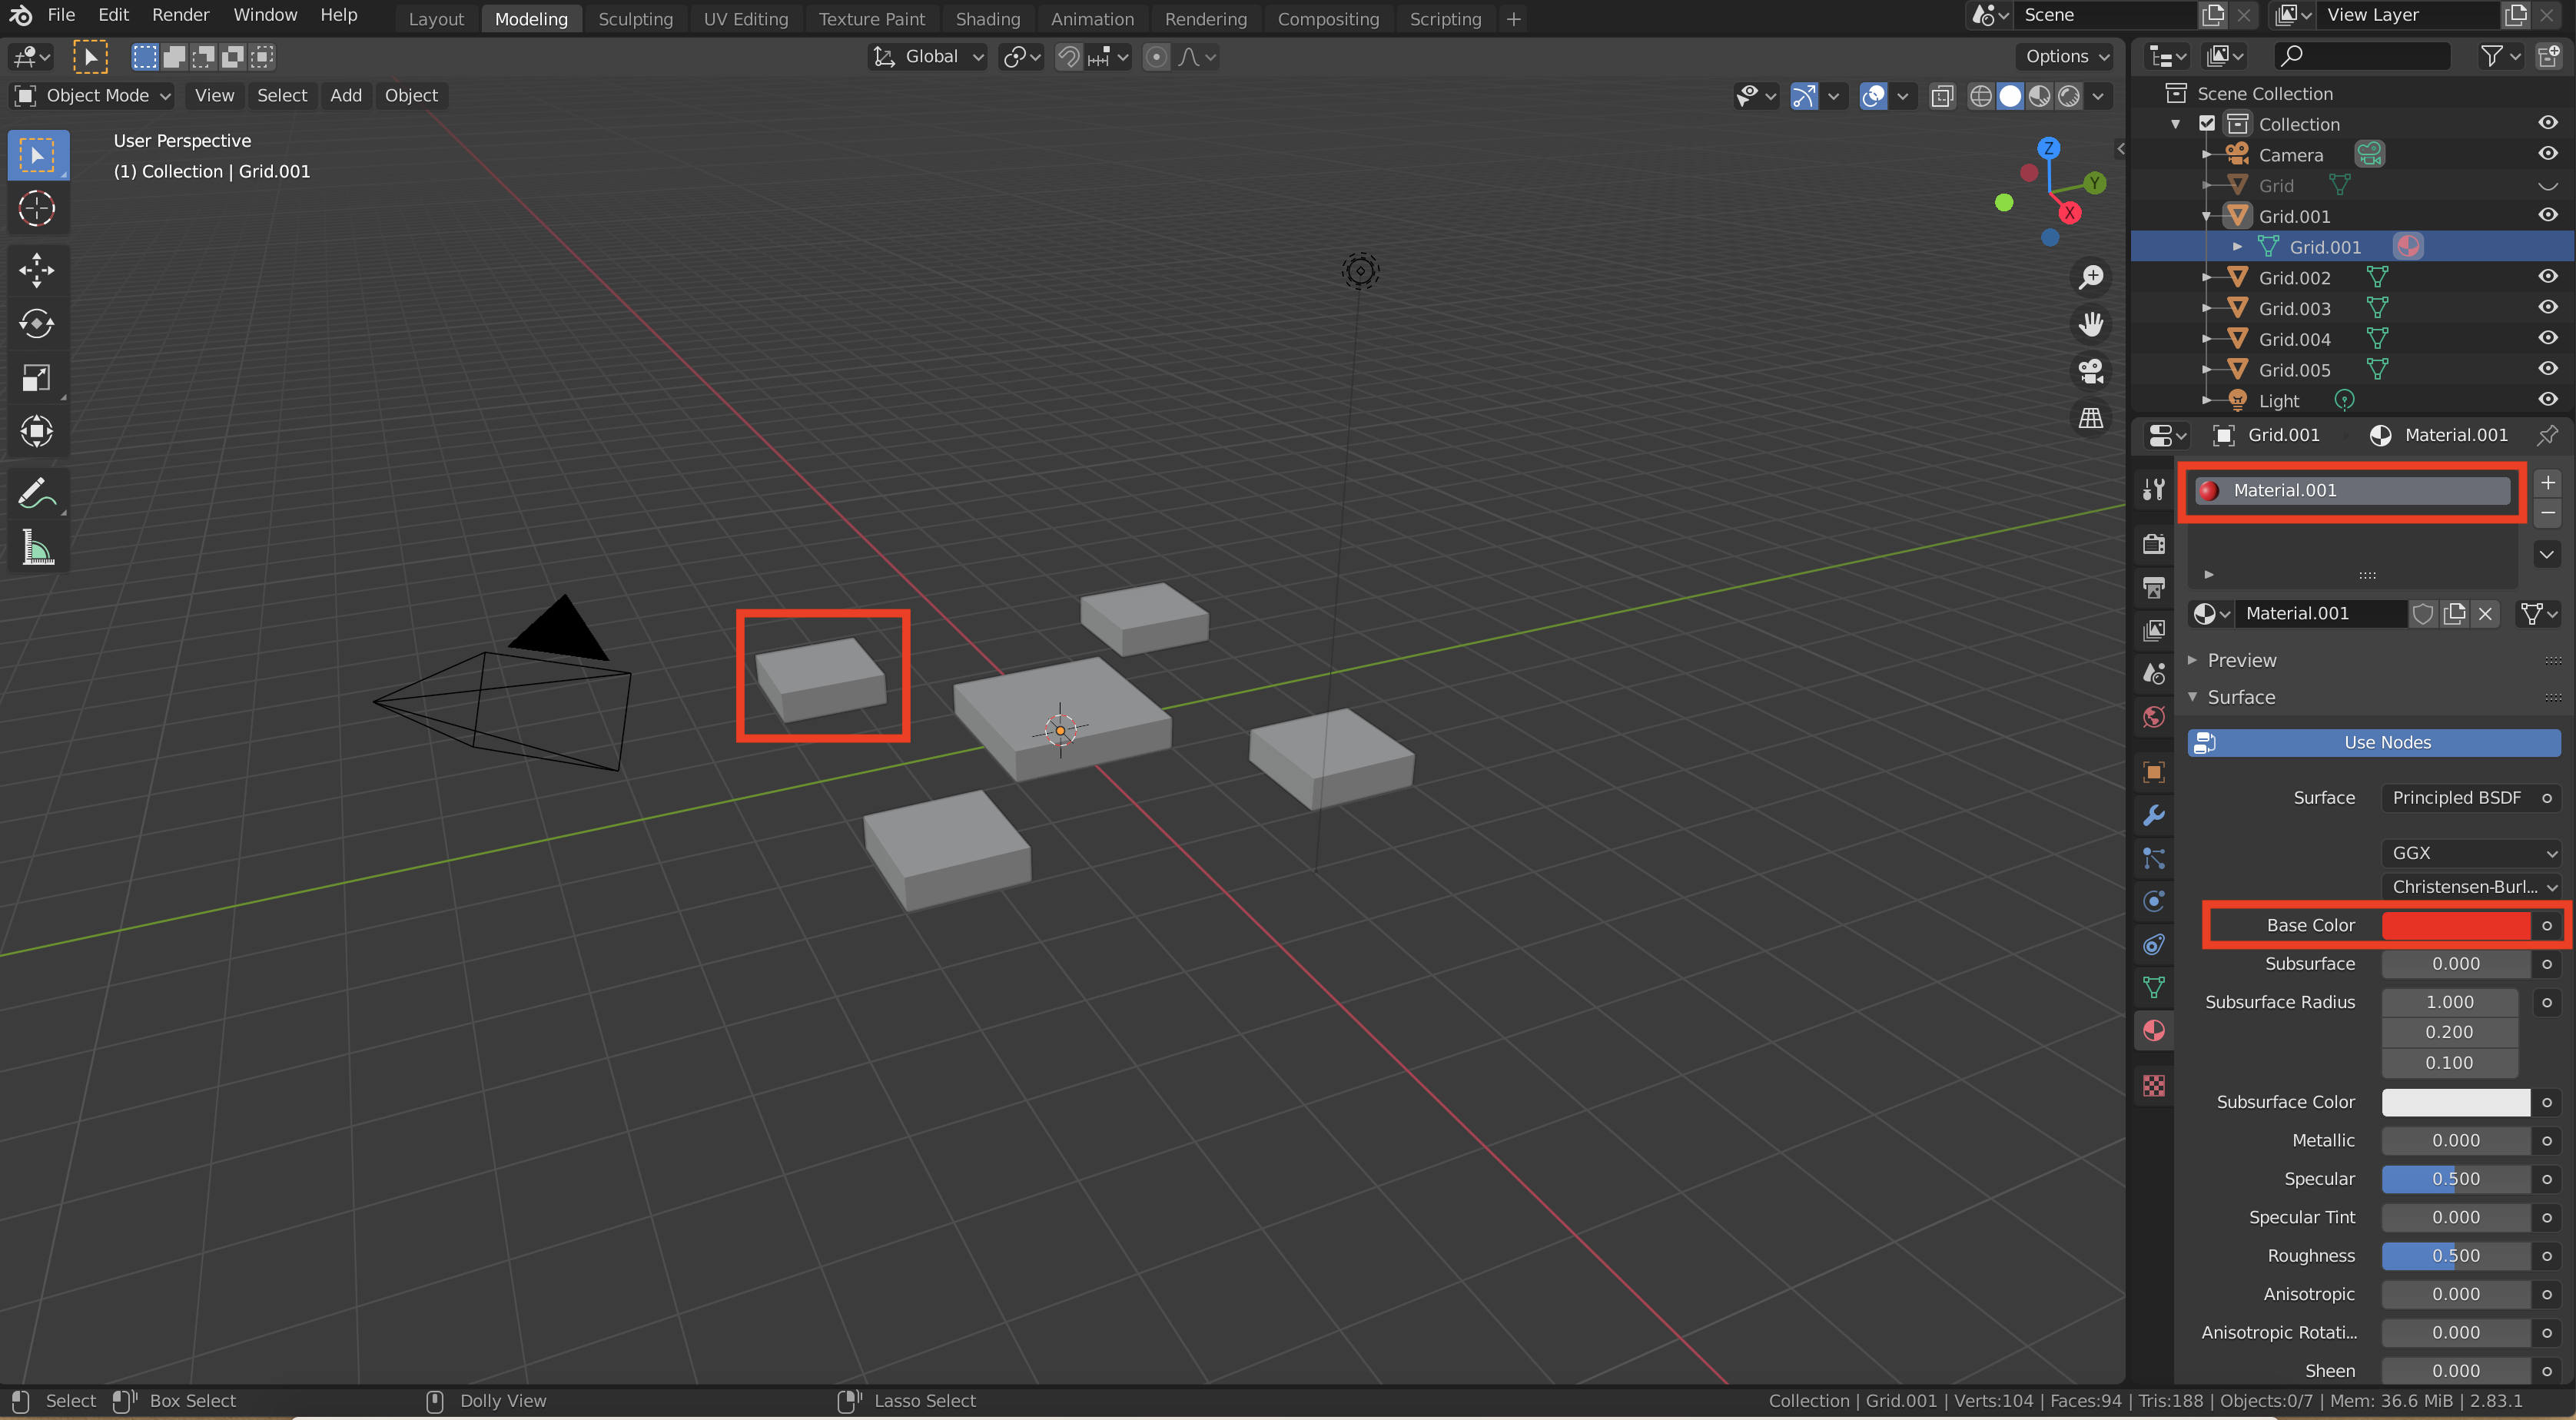 File Edit Render Window Help Layout Modeling Sculpting UV Editing Texture Paint Shading Animation Rendering Compositing Scripting + Scene View Layer
Global Options
Object Mode View Select Add Object
User Perspective
(1) Collection | Grid.001
Z
Y
X
Scene Collection
Collection
Camera
Grid
Grid.001
Grid.001
Grid.002
Grid.003
Grid.004
Grid.005
Light
Grid.001 Material.001
Material.001
Material.001
Preview
Surface
Use Nodes
Surface Principled BSDF
GGX
Christensen-Burl...
Base Color
Subsurface 0.000
Subsurface Radius 1.000
0.200
0.100
Subsurface Color
Metallic 0.000
Specular 0.500
Specular Tint 0.000
Roughness 0.500
Anisotropic 0.000
Anisotropic Rotati... 0.000
Sheen 0.000
Select Box Select Dolly View Lasso Select Collection | Grid.001 | Verts:104 | Faces:94 | Tris:188 | Objects:0/7 | Mem: 36.6 MiB | 2.83.1